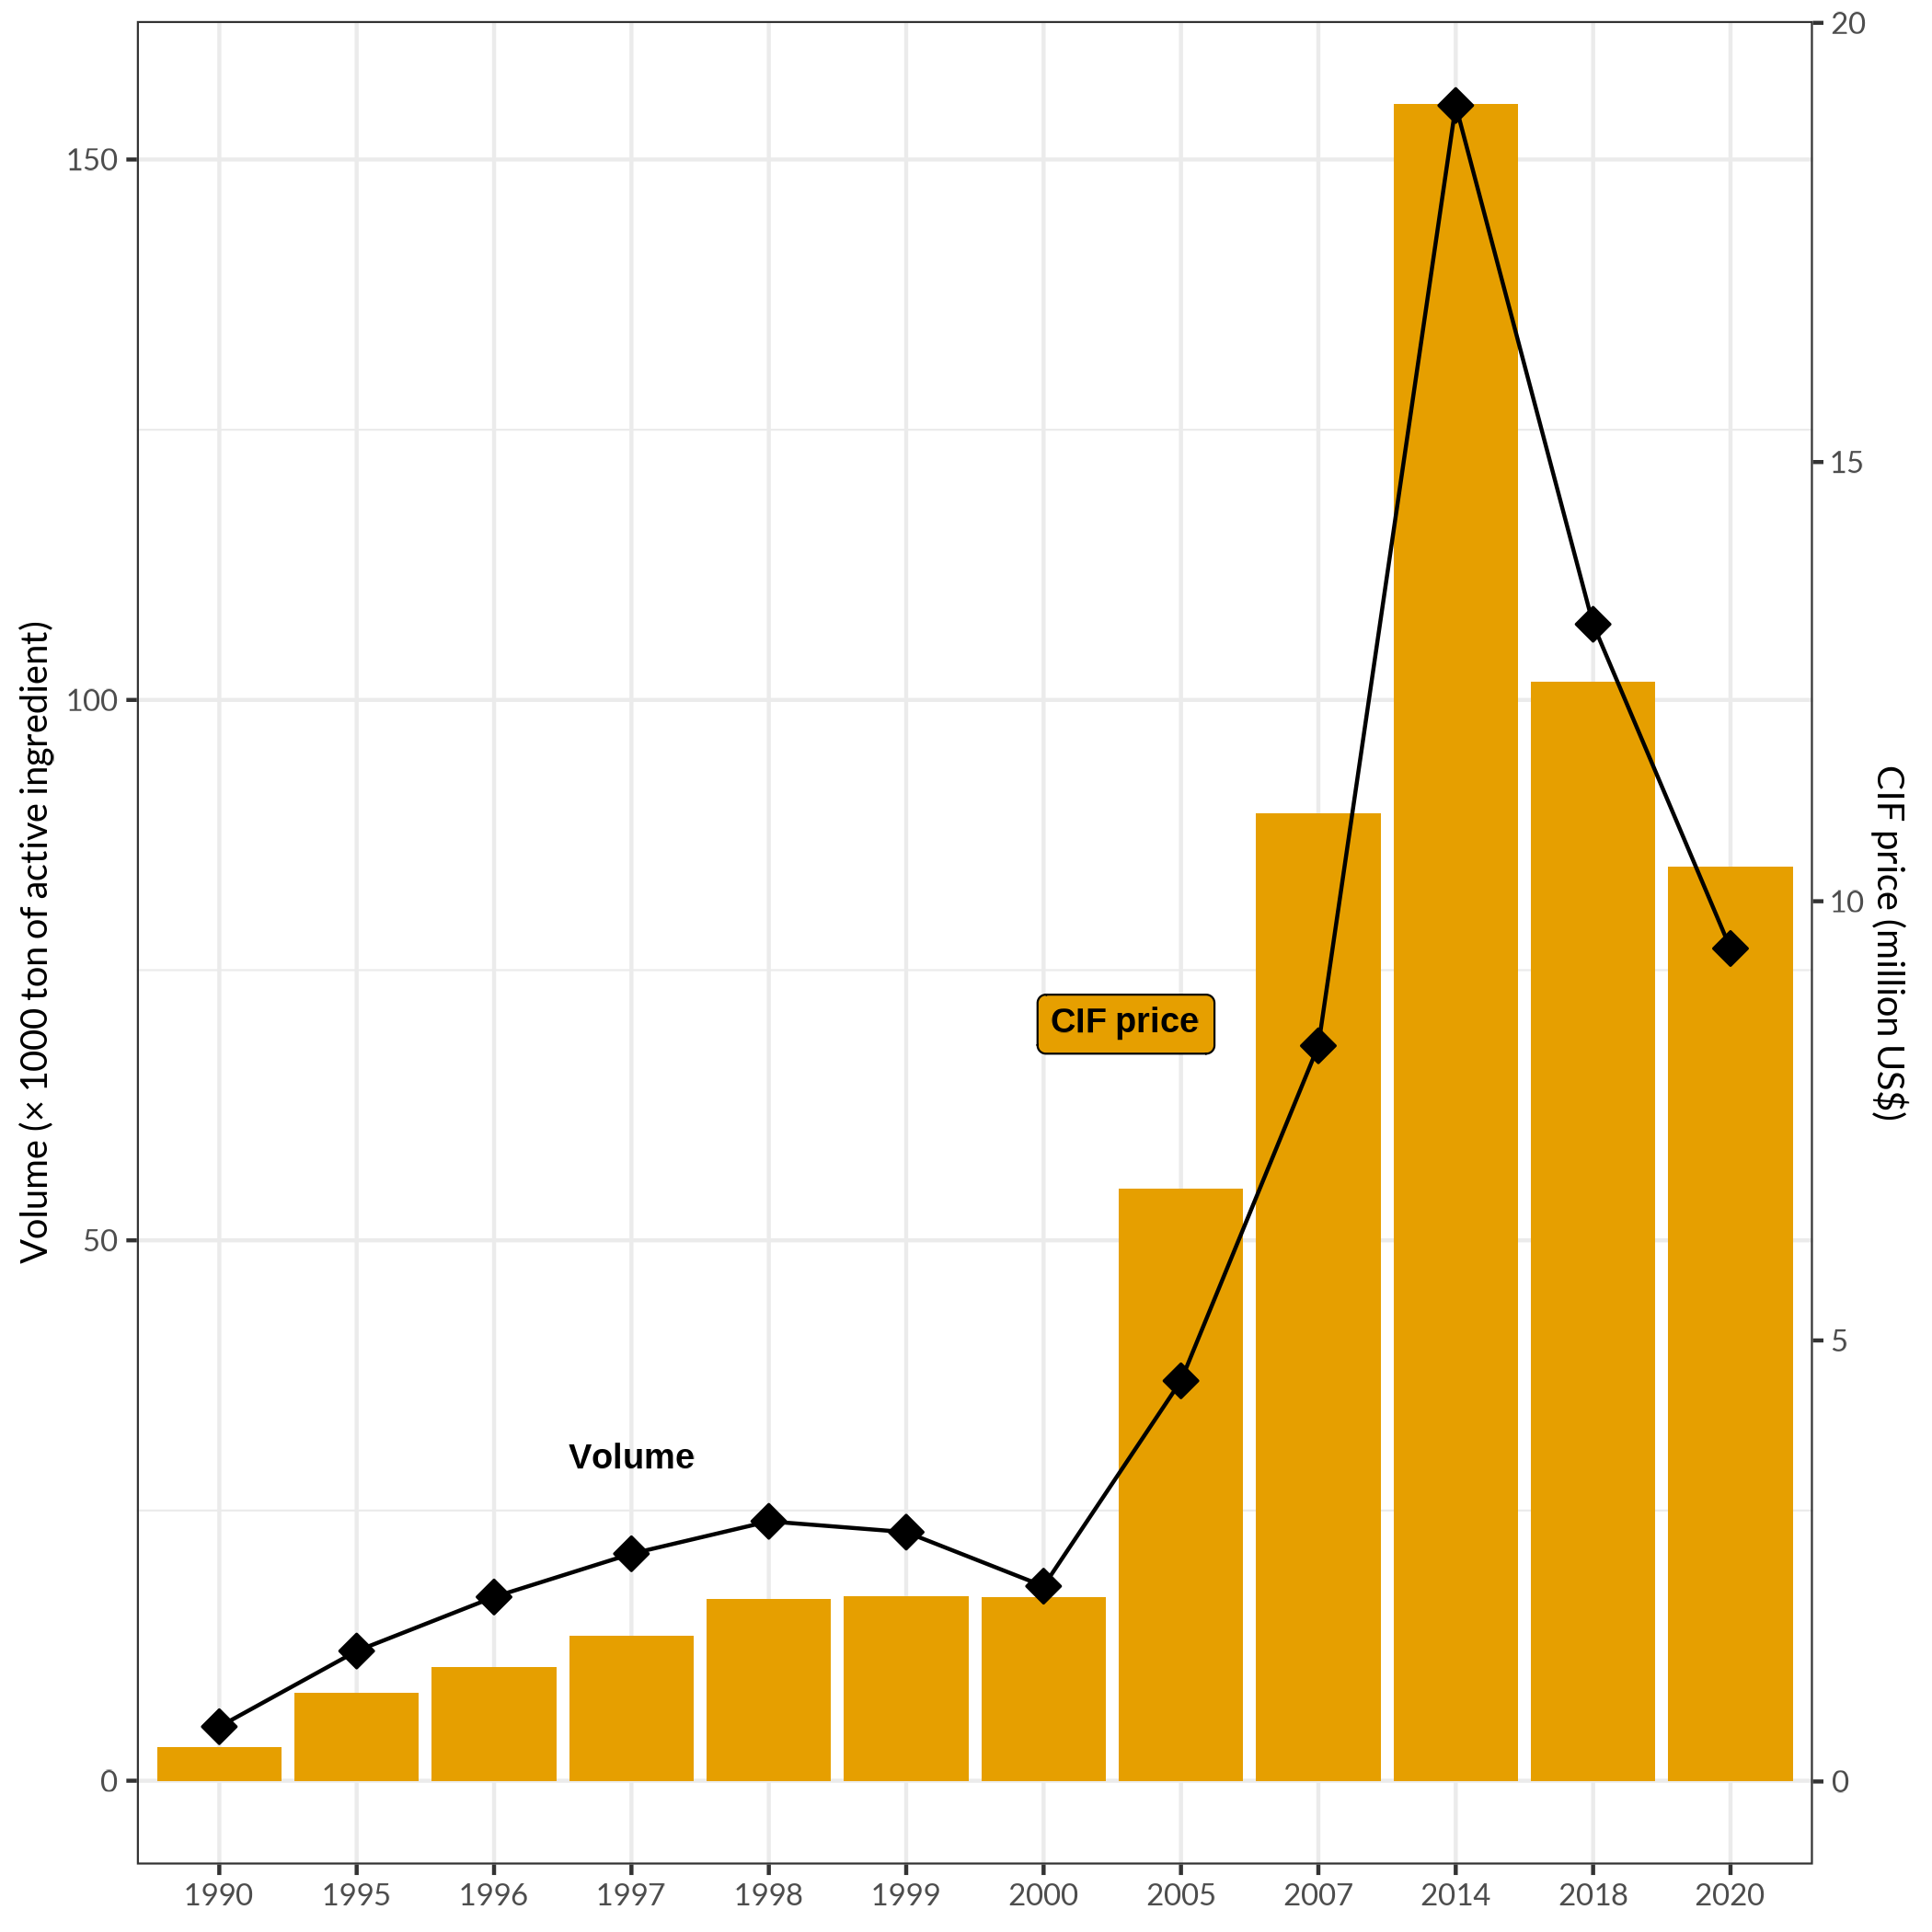 Volume (× 1000 ton of active ingredient)
150
100
50
0
20
15
10
5
0
CIF price (million US$)
CIF price
Volume
1990 1995 1996 1997 1998 1999 2000 2005 2007 2014 2018 2020